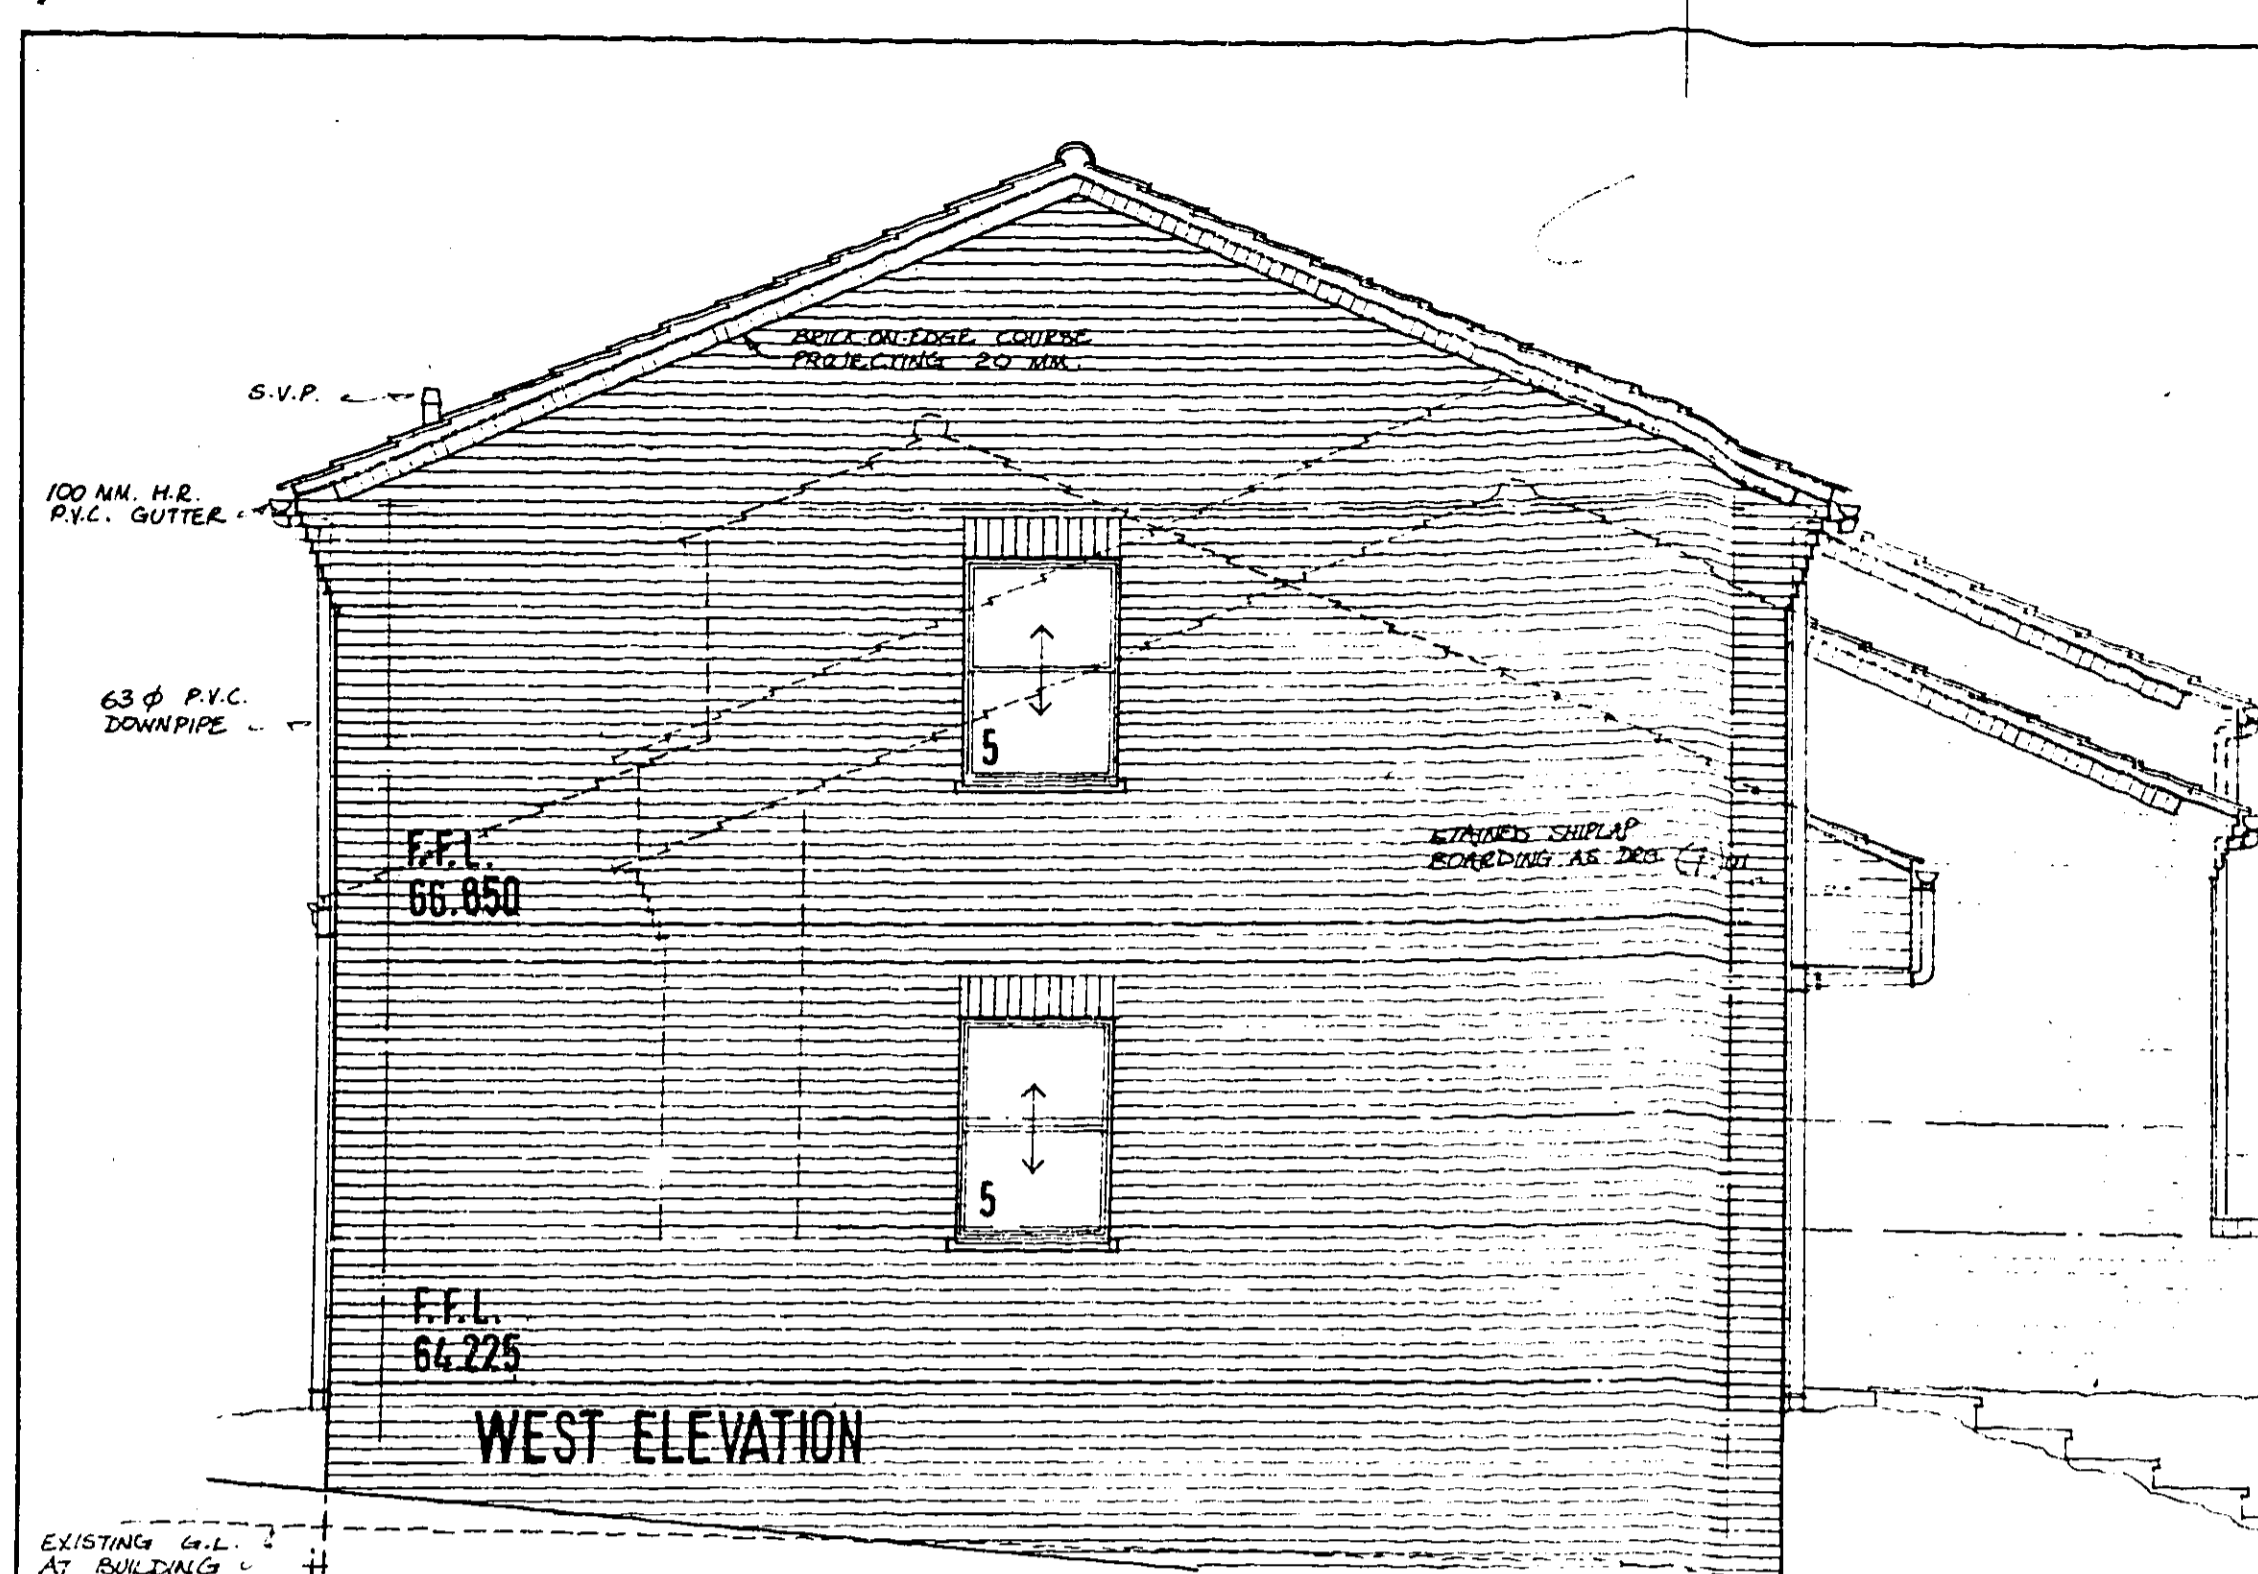 BRICK-ON-EDGE COURSE
PROJECTING 20 MM.
S.V.P.
100 MM. H.R.
P.V.C. GUTTER
63 Ø P.V.C.
DOWNPIPE
5
F.F.L.
66.850
STAINED SHIPLAP
BOARDING AS DRG
5
F.F.L.
64.225
WEST ELEVATION
EXISTING G.L.
AT BUILDING